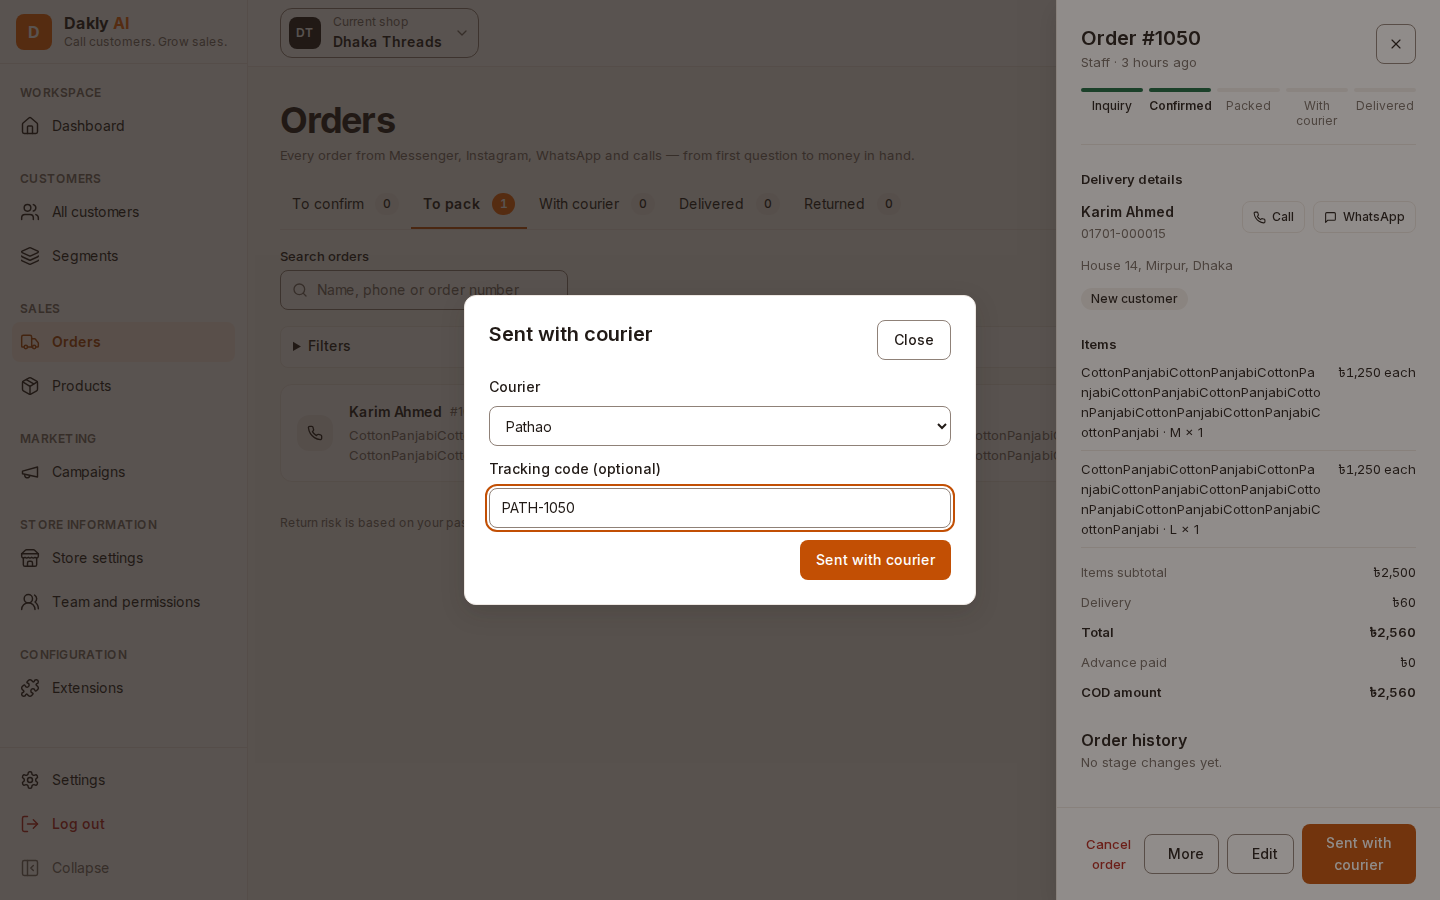 D
Dakly AI
Call customers. Grow sales.
WORKSPACE
Dashboard
CUSTOMERS
All customers
Segments
SALES
Orders
Products
MARKETING
Campaigns
STORE INFORMATION
Store settings
Team and permissions
CONFIGURATION
Extensions
Settings
Log out
Collapse
DT
Current shop
Dhaka Threads
Orders
Every order from Messenger, Instagram, WhatsApp and calls — from first question to money in hand.
To confirm 0 To pack 1 With courier 0 Delivered 0 Returned 0
Search orders
Name, phone or order number
Filters
Karim Ahmed
Return risk is based on your
Sent with courier
Close
Courier
Pathao
Tracking code (optional)
PATH-1050
Sent with courier
Order #1050
Staff · 3 hours ago
Inquiry Confirmed Packed With courier Delivered
Delivery details
Karim Ahmed
01701-000015
Call
WhatsApp
House 14, Mirpur, Dhaka
New customer
Items
CottonPanjabiCottonPanjabiCottonPa ৳1,250 each
njabiCottonPanjabiCottonPanjabiCotto
nPanjabiCottonPanjabiCottonPanjabiC
ottonPanjabi · M × 1
CottonPanjabiCottonPanjabiCottonPa ৳1,250 each
njabiCottonPanjabiCottonPanjabiCotto
nPanjabiCottonPanjabiCottonPanjabiC
ottonPanjabi · L × 1
Items subtotal ৳2,500
Delivery ৳60
Total ৳2,560
Advance paid ৳0
COD amount ৳2,560
Order history
No stage changes yet.
Cancel order
More
Edit
Sent with courier